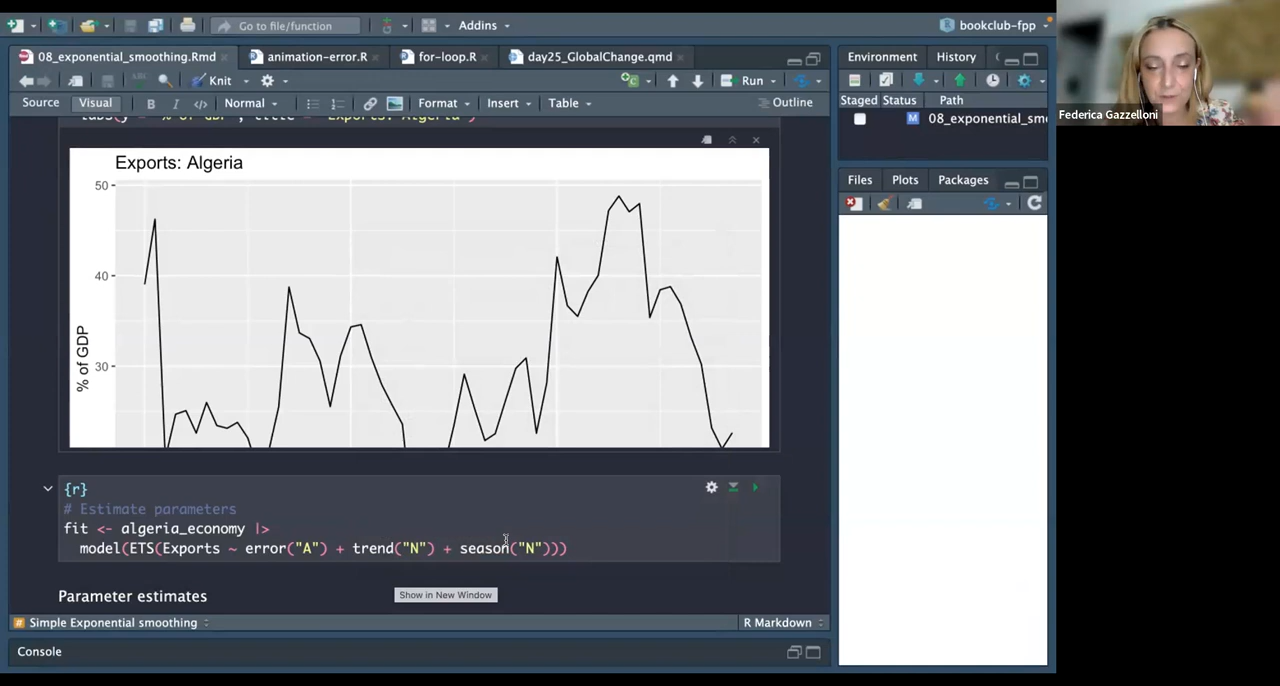 Go to file/function
Addins
bookclub-fpp
08_exponential_smoothing.Rmd
animation-error.R
for-loop.R
day25_GlobalChange.qmd
Knit
Run
Source
Visual
B
I
Normal
Format
Insert
Table
Outline
Exports: Algeria
50
40
30
% of GDP
{r}
# Estimate parameters
fit <- algeria_economy |>
model(ETS(Exports ~ error("A") + trend("N") + season("N")))
Show in New Window
Parameter estimates
Simple Exponential smoothing
R Markdown
Console
Environment
History
Staged Status Path
M 08_exponential_smo
Files
Plots
Packages
Federica Gazzelloni